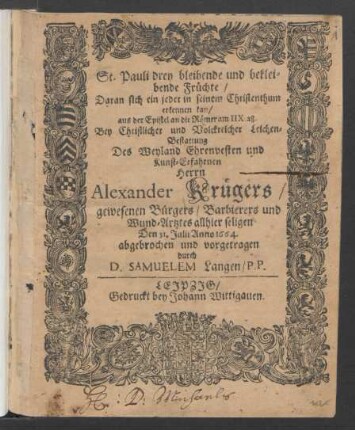 St. Pauli drey bleibende und beklei-
bende Früchte /
Daran sich ein jeder in seinem Christenthum
erkennen kan /
aus der Epistel an die Römer am IIX. 28.
Bey Christlicher und Volckreicher Leichen-
Bestattung
Des Weyland Ehrenvesten und
Kunst-Erfahrnen
Herrn
Alexander Krügers /
gewesenen Bürgers / Barbierers und
Wund-Artztes allhier seligen
Den 11. Julii Anno 1664.
abgebrochen und vorgetragen
durch
D. SAMUELEM Langen / P.P.
LEIPZIG /
Gedruckt bey Johann Wittigauen.